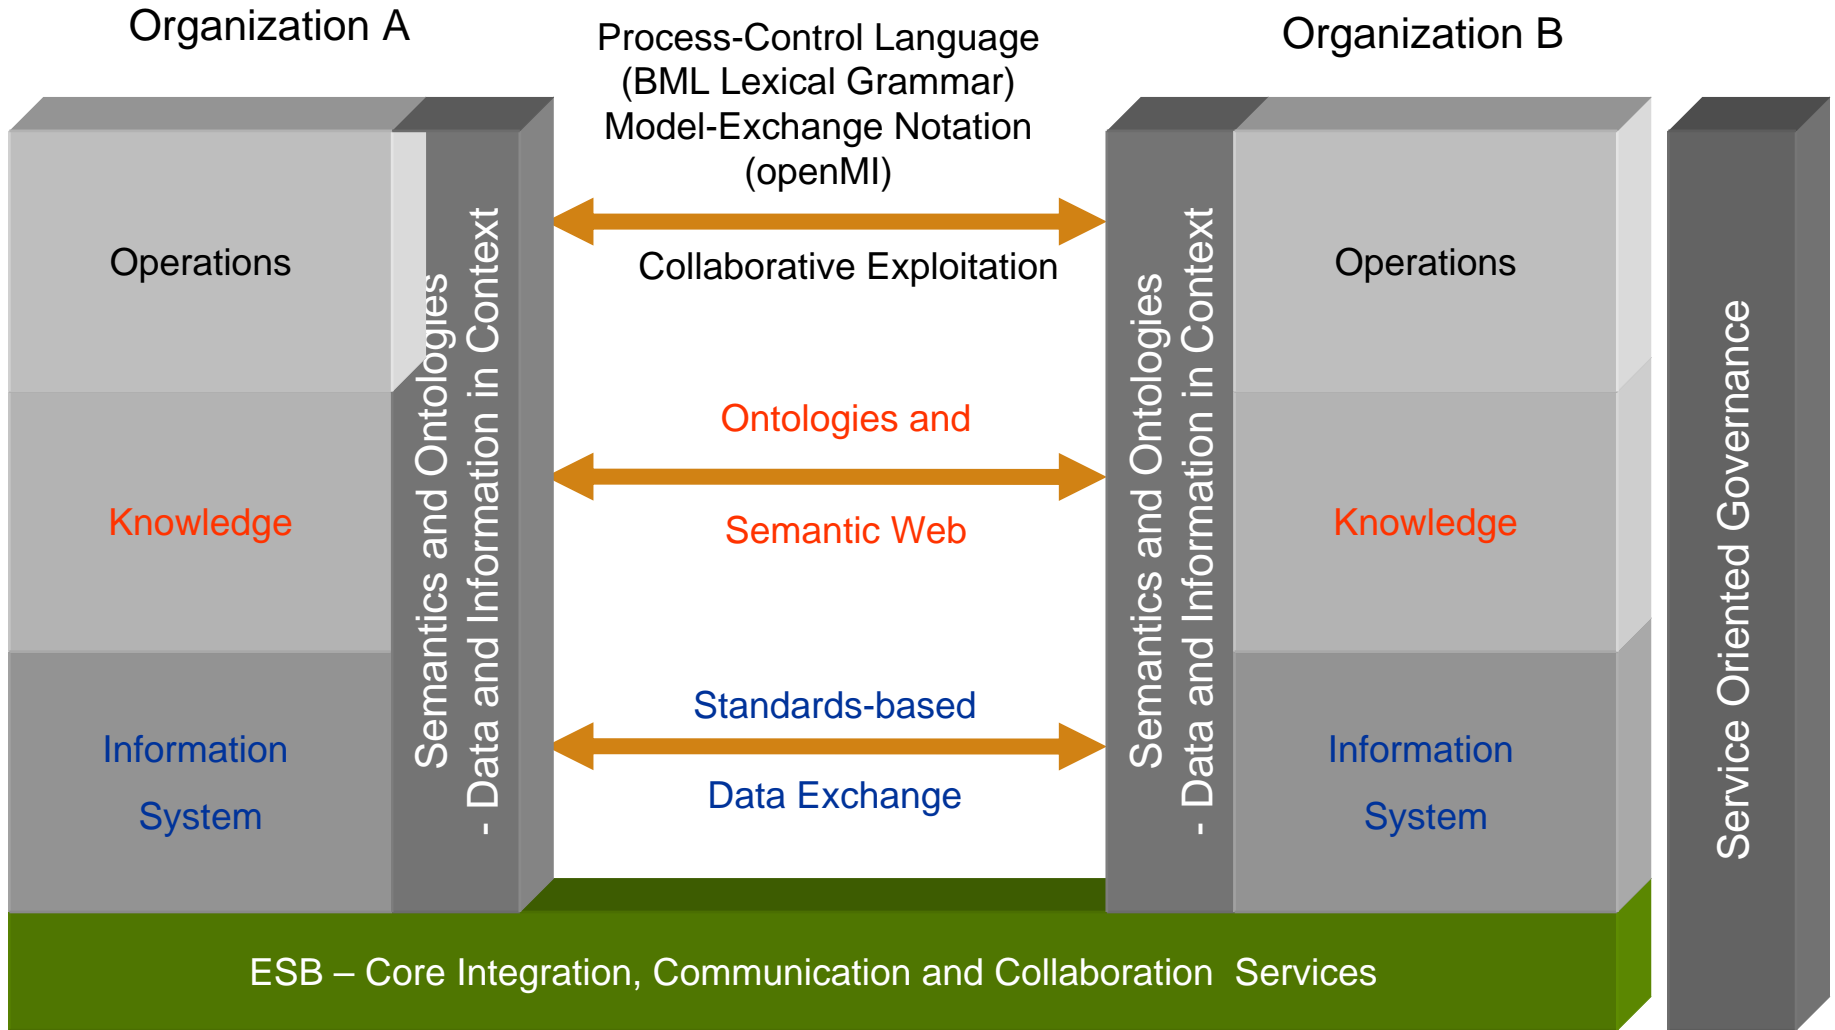 Organization A
Process-Control Language
(BML Lexical Grammar)
Model-Exchange Notation
(openMI)
Organization B
Operations
Semantics and Ontologies
- Data and Information in Context
Collaborative Exploitation
Semantics and Ontologies
- Data and Information in Context
Operations
Service Oriented Governance
Knowledge
Ontologies and
Semantic Web
Knowledge
Information
System
Standards-based
Data Exchange
Information
System
ESB – Core Integration, Communication and Collaboration  Services